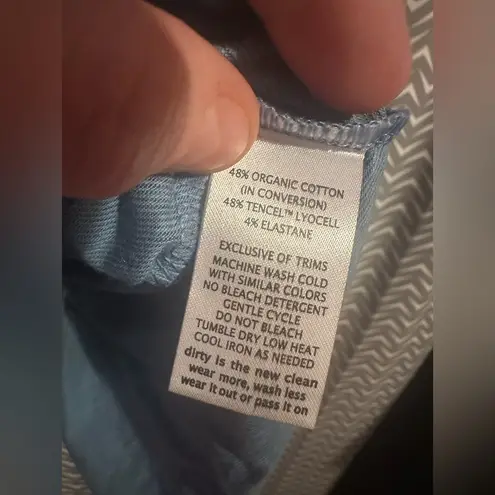 48% ORGANIC COTTON
(IN CONVERSION)
48% TENCEL™ LYOCELL
4% ELASTANE
EXCLUSIVE OF TRIMS
MACHINE WASH COLD
WITH SIMILAR COLORS
NO BLEACH DETERGENT
GENTLE CYCLE
DO NOT BLEACH
TUMBLE DRY LOW HEAT
COOL IRON AS NEEDED
dirty is the new clean
wear more, wash less
wear it out or pass it on